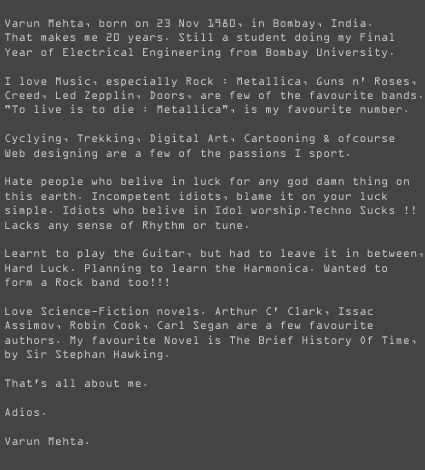 Varun Mehta, born on 23 Nov 1980, in Bombay, India.
That makes me 20 years. Still a student doing my Final
Year of Electrical Engineering from Bombay University.
I love Music, especially Rock : Metallica, Guns n' Roses,
Creed, Led Zepplin, Doors, are few of the favourite bands.
"To live is to die : Metallica", is my favourite number.
Cyclying, Trekking, Digital Art, Cartooning & ofcourse
Web designing are a few of the passions I sport.
Hate people who belive in luck for any god damn thing on
this earth. Incompetent idiots, blame it on your luck
simple. Idiots who belive in Idol worship.Techno Sucks !!
Lacks any sense of Rhythm or tune.
Learnt to play the Guitar, but had to leave it in between,
Hard Luck. Planning to learn the Harmonica. Wanted to
form a Rock band too!!!
Love Science-Fiction novels. Arthur C' Clark, Issac
Assimov, Robin Cook, Carl Segan are a few favourite
authors. My favourite Novel is The Brief History Of Time,
by Sir Stephan Hawking.
That's all about me.
Adios.
Varun Mehta.